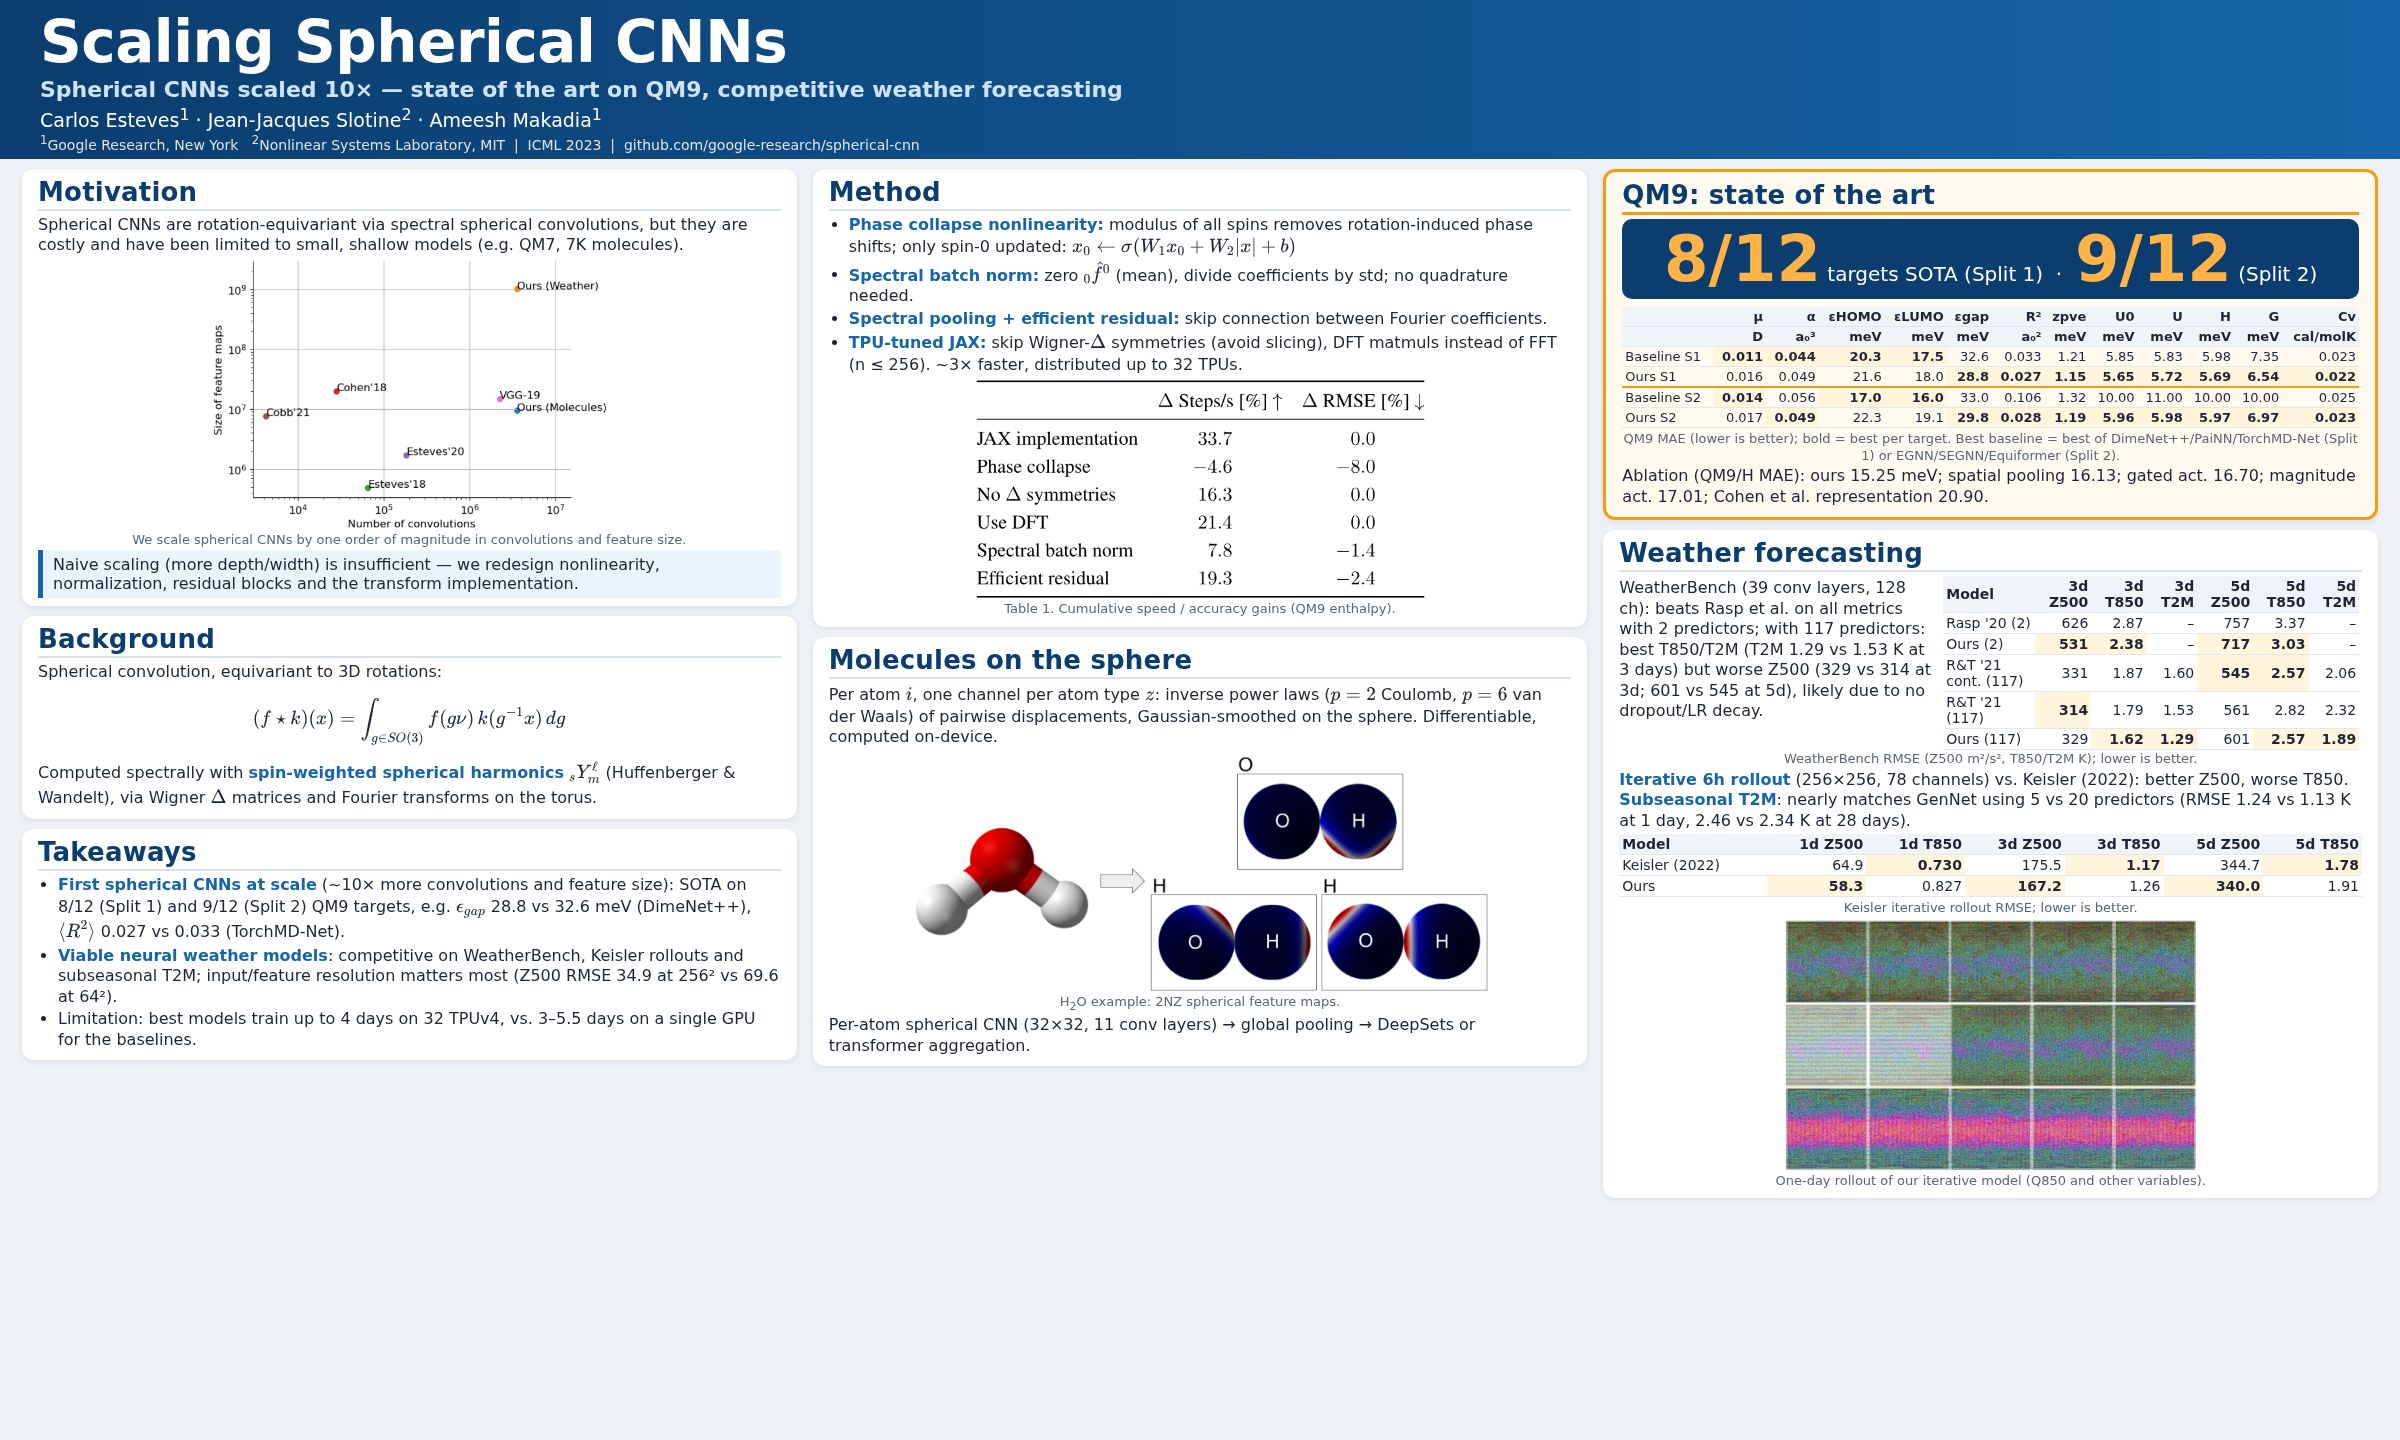 Scaling Spherical CNNs
Spherical CNNs scaled 10× — state of the art on QM9, competitive weather forecasting
Carlos Esteves¹ · Jean-Jacques Slotine² · Ameesh Makadia¹
¹Google Research, New York ²Nonlinear Systems Laboratory, MIT | ICML 2023 | github.com/google-research/spherical-cnn
Motivation
Spherical CNNs are rotation-equivariant via spectral spherical convolutions, but they are
costly and have been limited to small, shallow models (e.g. QM7, 7K molecules).
Size of feature maps
10⁹
10⁸
10⁷
10⁶
Ours (Weather)
Cohen'18
VGG-19
Ours (Molecules)
Cobb'21
Esteves'20
Esteves'18
10⁴ 10⁵ 10⁶ 10⁷
Number of convolutions
We scale spherical CNNs by one order of magnitude in convolutions and feature size.
Naive scaling (more depth/width) is insufficient — we redesign nonlinearity,
normalization, residual blocks and the transform implementation.
Background
Spherical convolution, equivariant to 3D rotations:
(f ⋆ k)(x) = ∫_{g∈SO(3)} f(gν) k(g⁻¹x) dg
Computed spectrally with spin-weighted spherical harmonics ₛYₘˡ (Huffenberger &
Wandelt), via Wigner Δ matrices and Fourier transforms on the torus.
Takeaways
• First spherical CNNs at scale (~10× more convolutions and feature size): SOTA on
8/12 (Split 1) and 9/12 (Split 2) QM9 targets, e.g. ϵ_gap 28.8 vs 32.6 meV (DimeNet++),
⟨R²⟩ 0.027 vs 0.033 (TorchMD-Net).
• Viable neural weather models: competitive on WeatherBench, Keisler rollouts and
subseasonal T2M; input/feature resolution matters most (Z500 RMSE 34.9 at 256² vs 69.6
at 64²).
• Limitation: best models train up to 4 days on 32 TPUv4, vs. 3–5.5 days on a single GPU
for the baselines.
Method
• Phase collapse nonlinearity: modulus of all spins removes rotation-induced phase
shifts; only spin-0 updated: x₀ ← σ(W₁x₀ + W₂|x| + b)
• Spectral batch norm: zero ₀f̂⁰ (mean), divide coefficients by std; no quadrature
needed.
• Spectral pooling + efficient residual: skip connection between Fourier coefficients.
• TPU-tuned JAX: skip Wigner-Δ symmetries (avoid slicing), DFT matmuls instead of FFT
(n ≤ 256). ~3× faster, distributed up to 32 TPUs.
Δ Steps/s [%] ↑ Δ RMSE [%] ↓
JAX implementation 33.7 0.0
Phase collapse −4.6 −8.0
No Δ symmetries 16.3 0.0
Use DFT 21.4 0.0
Spectral batch norm 7.8 −1.4
Efficient residual 19.3 −2.4
Table 1. Cumulative speed / accuracy gains (QM9 enthalpy).
Molecules on the sphere
Per atom i, one channel per atom type z: inverse power laws (p = 2 Coulomb, p = 6 van
der Waals) of pairwise displacements, Gaussian-smoothed on the sphere. Differentiable,
computed on-device.
O
O H
H H
O H O H
H₂O example: 2NZ spherical feature maps.
Per-atom spherical CNN (32×32, 11 conv layers) → global pooling → DeepSets or
transformer aggregation.
QM9: state of the art
8/12 targets SOTA (Split 1) · 9/12 (Split 2)
μ α εHOMO εLUMO εgap R² zpve U0 U H G Cv
D a₀³ meV meV meV a₀² meV meV meV meV meV cal/molK
Baseline S1 0.011 0.044 20.3 17.5 32.6 0.033 1.21 5.85 5.83 5.98 7.35 0.023
Ours S1 0.016 0.049 21.6 18.0 28.8 0.027 1.15 5.65 5.72 5.69 6.54 0.022
Baseline S2 0.014 0.056 17.0 16.0 33.0 0.106 1.32 10.00 11.00 10.00 10.00 0.025
Ours S2 0.017 0.049 22.3 19.1 29.8 0.028 1.19 5.96 5.98 5.97 6.97 0.023
QM9 MAE (lower is better); bold = best per target. Best baseline = best of DimeNet++/PaiNN/TorchMD-Net (Split
1) or EGNN/SEGNN/Equiformer (Split 2).
Ablation (QM9/H MAE): ours 15.25 meV; spatial pooling 16.13; gated act. 16.70; magnitude
act. 17.01; Cohen et al. representation 20.90.
Weather forecasting
WeatherBench (39 conv layers, 128
ch): beats Rasp et al. on all metrics
with 2 predictors; with 117 predictors:
best T850/T2M (T2M 1.29 vs 1.53 K at
3 days) but worse Z500 (329 vs 314 at
3d; 601 vs 545 at 5d), likely due to no
dropout/LR decay.
Model 3d Z500 3d T850 3d T2M 5d Z500 5d T850 5d T2M
Rasp '20 (2) 626 2.87 – 757 3.37 –
Ours (2) 531 2.38 – 717 3.03 –
R&T '21 cont. (117) 331 1.87 1.60 545 2.57 2.06
R&T '21 (117) 314 1.79 1.53 561 2.82 2.32
Ours (117) 329 1.62 1.29 601 2.57 1.89
WeatherBench RMSE (Z500 m²/s², T850/T2M K); lower is better.
Iterative 6h rollout (256×256, 78 channels) vs. Keisler (2022): better Z500, worse T850.
Subseasonal T2M: nearly matches GenNet using 5 vs 20 predictors (RMSE 1.24 vs 1.13 K
at 1 day, 2.46 vs 2.34 K at 28 days).
Model 1d Z500 1d T850 3d Z500 3d T850 5d Z500 5d T850
Keisler (2022) 64.9 0.730 175.5 1.17 344.7 1.78
Ours 58.3 0.827 167.2 1.26 340.0 1.91
Keisler iterative rollout RMSE; lower is better.
One-day rollout of our iterative model (Q850 and other variables).